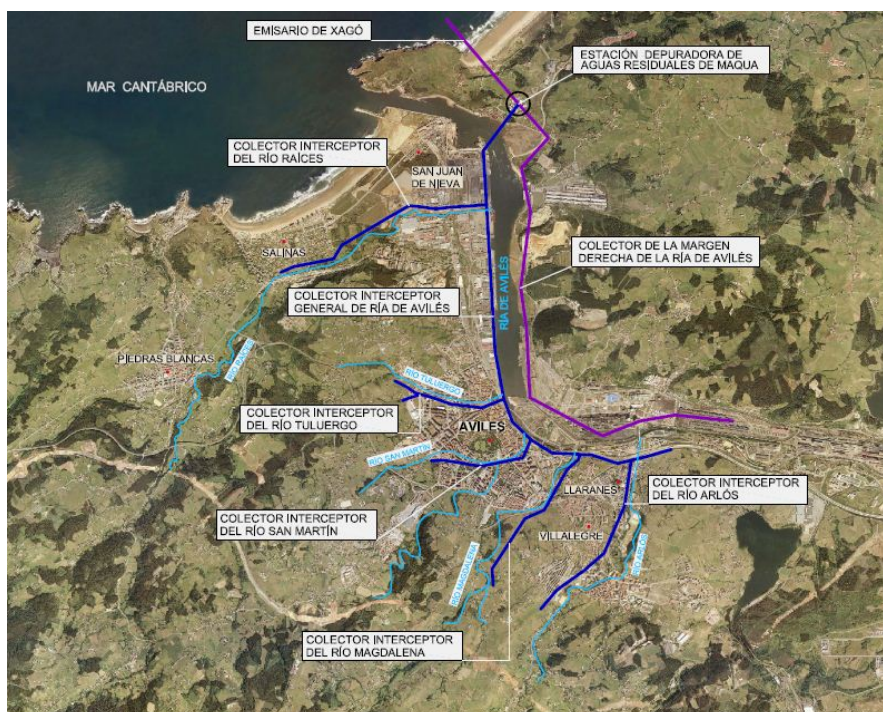 EMISARIO DE XAGÓ
ESTACIÓN DEPURADORA DE
AGUAS RESIDUALES DE MAQUA
MAR CANTÁBRICO
COLECTOR INTERCEPTOR
DEL RÍO RAÍCES
SAN JUAN
DE NIEVA
SALINAS
COLECTOR DE LA MARGEN
DERECHA DE LA RÍA DE AVILÉS
COLECTOR INTERCEPTOR
GENERAL DE RÍA DE AVILÉS
RÍA DE AVILÉS
PIEDRAS BLANCAS
RÍO RAÍCES
RÍO TULUERGO
COLECTOR INTERCEPTOR
DEL RÍO TULUERGO
AVILES
RÍO SAN MARTÍN
LLARANES
COLECTOR INTERCEPTOR
DEL RÍO ARLÓS
COLECTOR INTERCEPTOR
DEL RÍO SAN MARTÍN
VILLALEGRE
RÍO MAGDALENA
RÍO ARLÓS
COLECTOR INTERCEPTOR
DEL RÍO MAGDALENA